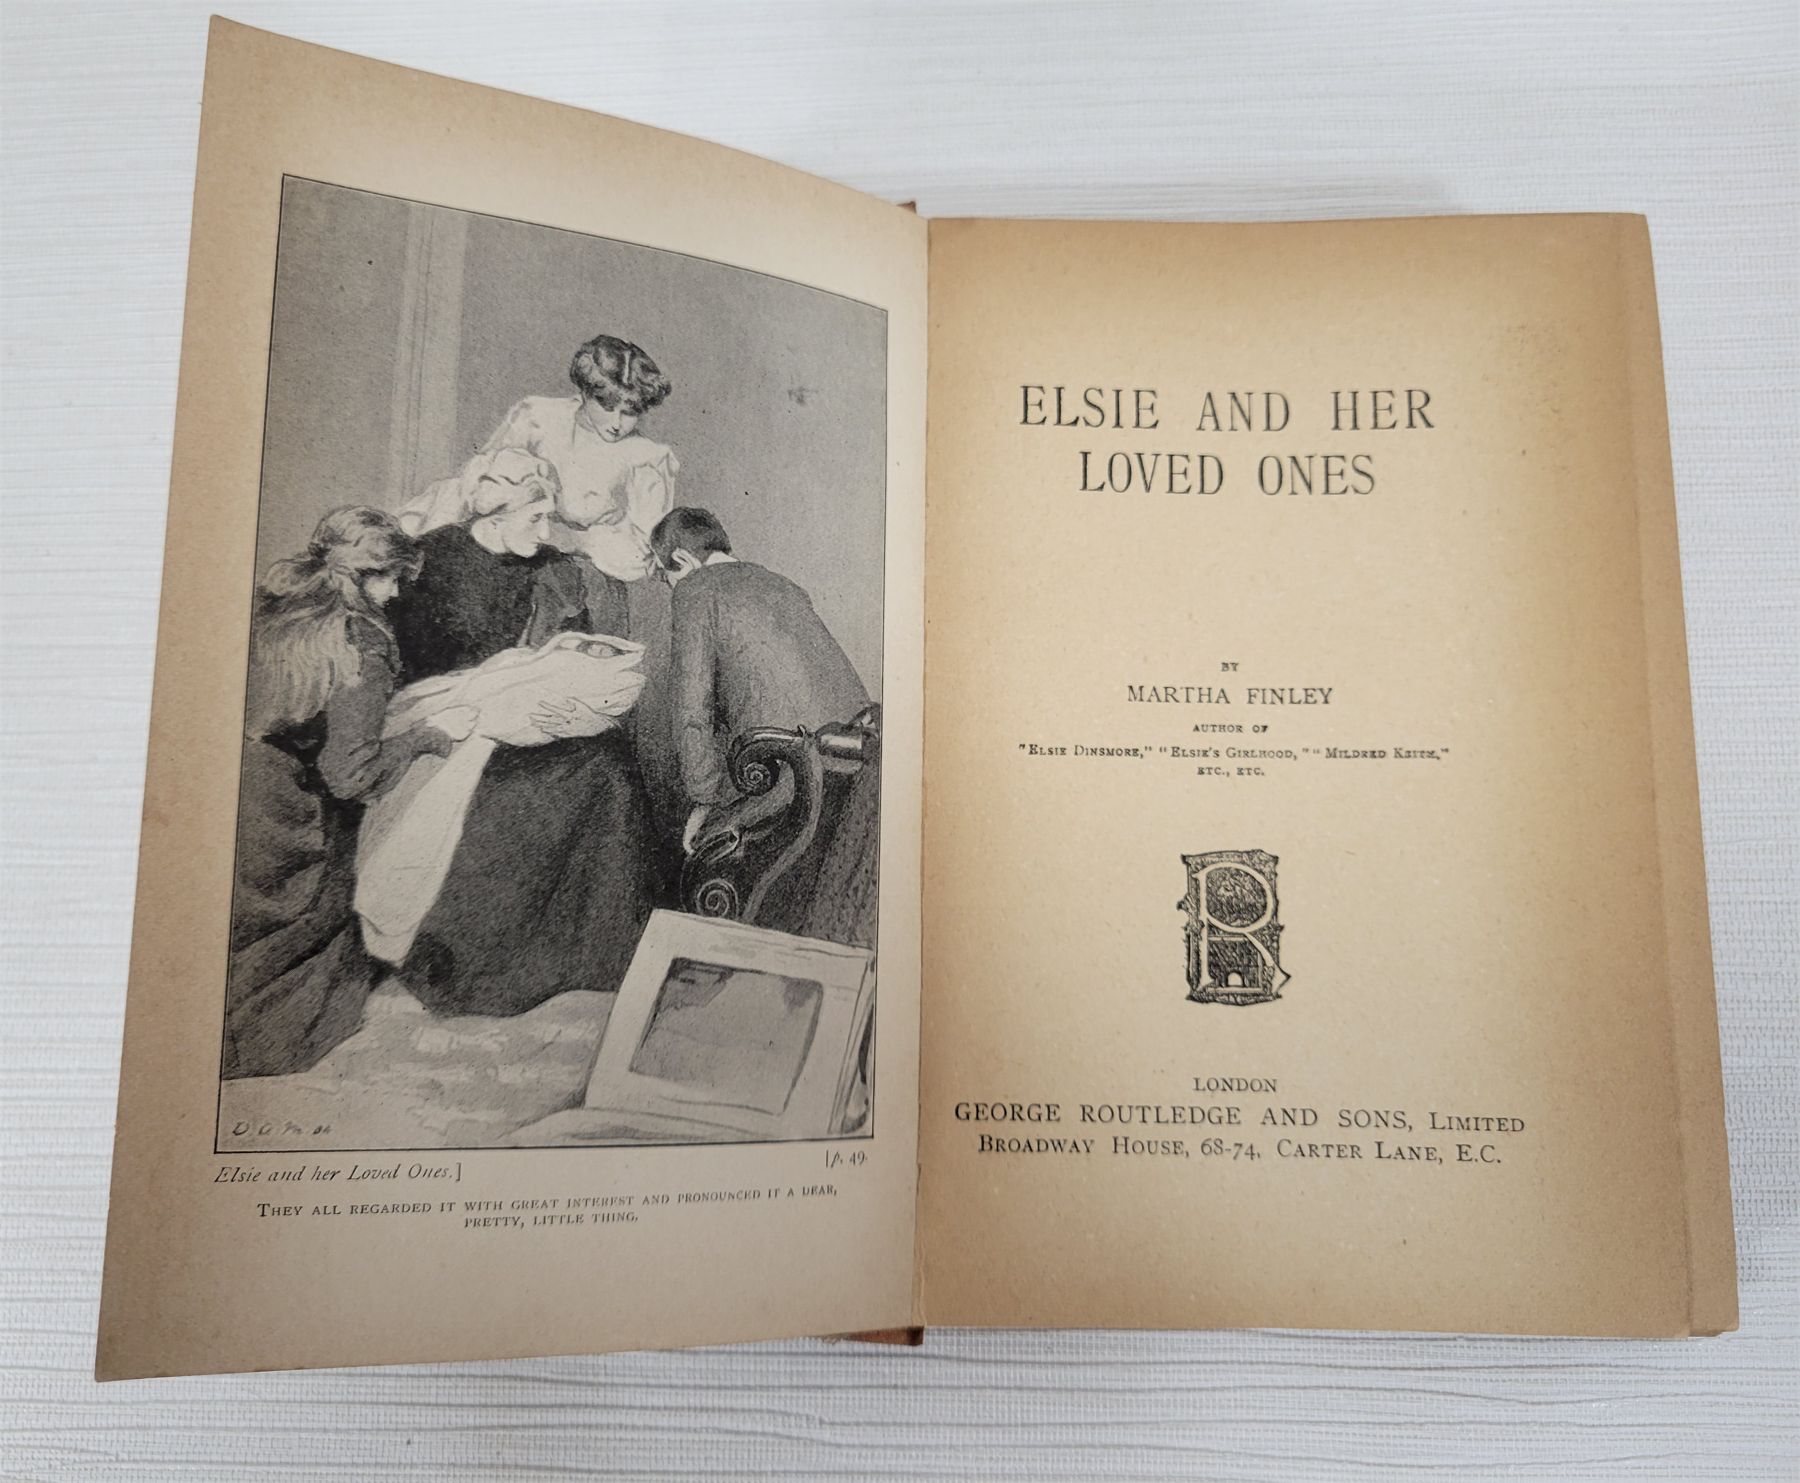 Elsie and her Loved Ones.]
[p. 49.
THEY ALL REGARDED IT WITH GREAT INTEREST AND PRONOUNCED IT A DEAR,
PRETTY, LITTLE THING.
ELSIE AND HER
LOVED ONES
BY
MARTHA FINLEY
AUTHOR OF
"ELSIE DINSMORE," "ELSIE'S GIRLHOOD," "MILDRED KEITH,"
ETC., ETC.
R
LONDON
GEORGE ROUTLEDGE AND SONS, LIMITED
BROADWAY HOUSE, 68-74, CARTER LANE, E.C.